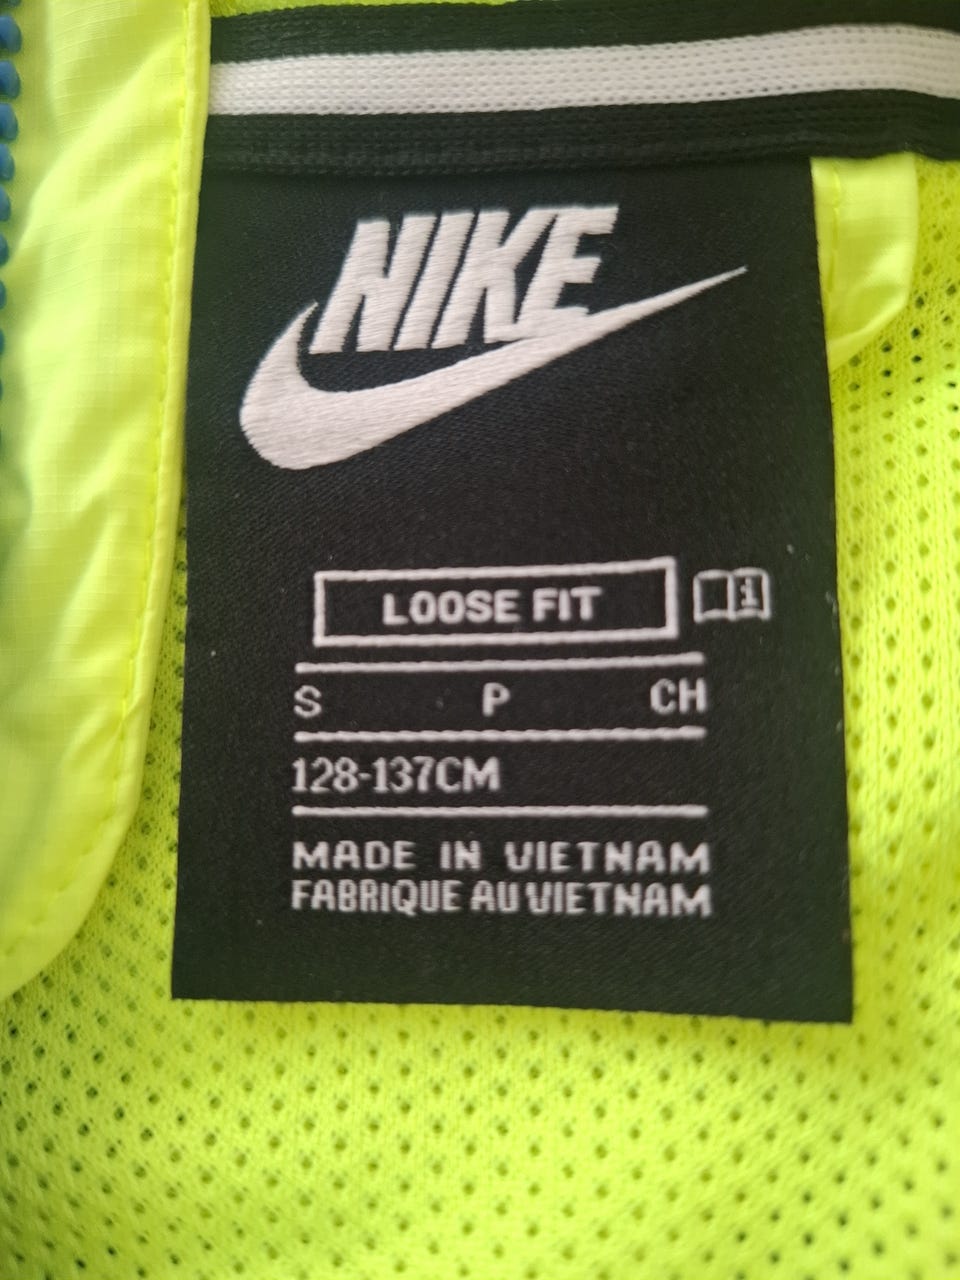 NIKE
LOOSE FIT i
S P CH
128-137CM
MADE IN VIETNAM
FABRIQUE AU VIETNAM